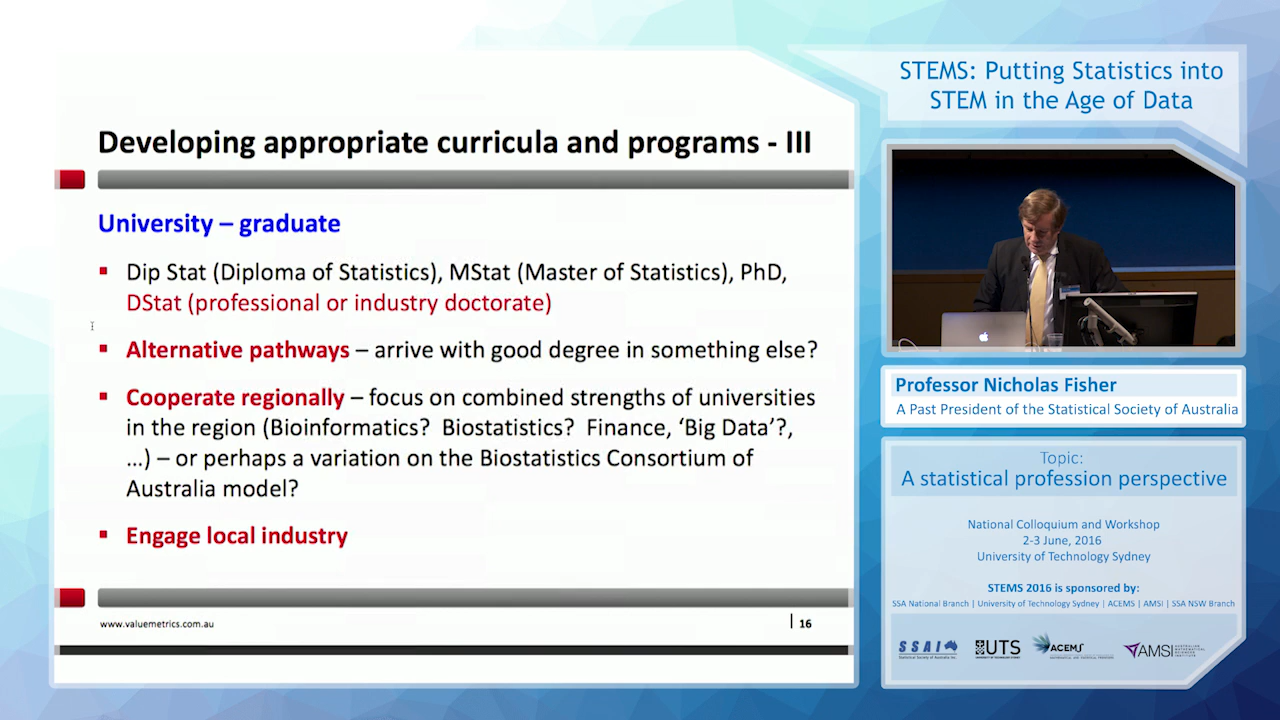 Developing appropriate curricula and programs - III
University – graduate
▪ Dip Stat (Diploma of Statistics), MStat (Master of Statistics), PhD,
DStat (professional or industry doctorate)
▪ Alternative pathways – arrive with good degree in something else?
▪ Cooperate regionally – focus on combined strengths of universities
in the region (Bioinformatics? Biostatistics? Finance, ‘Big Data’?,
...) – or perhaps a variation on the Biostatistics Consortium of
Australia model?
▪ Engage local industry
www.valuemetrics.com.au
16
STEMS: Putting Statistics into
STEM in the Age of Data
Professor Nicholas Fisher
A Past President of the Statistical Society of Australia
Topic:
A statistical profession perspective
National Colloquium and Workshop
2-3 June, 2016
University of Technology Sydney
STEMS 2016 is sponsored by:
SSA National Branch | University of Technology Sydney | ACEMS | AMSI | SSA NSW Branch
SSAI
Statistical Society of Australia Inc.
UTS
ACEMS
AMSI